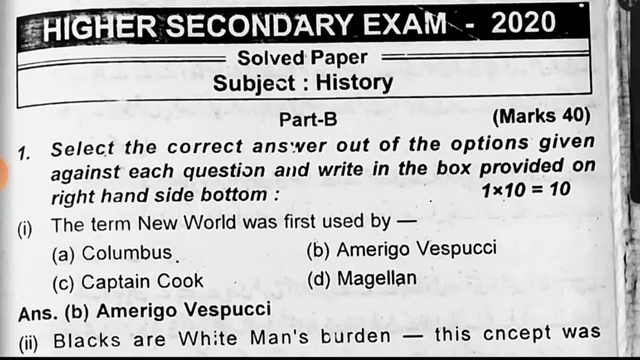 HIGHER SECONDARY EXAM - 2020
Solved Paper
Subject : History
Part-B (Marks 40)
1. Select the correct answer out of the options given
against each question and write in the box provided on
right hand side bottom : 1×10 = 10
(i) The term New World was first used by —
(a) Columbus (b) Amerigo Vespucci
(c) Captain Cook (d) Magellan
Ans. (b) Amerigo Vespucci
(ii) Blacks are White Man's burden — this cncept was